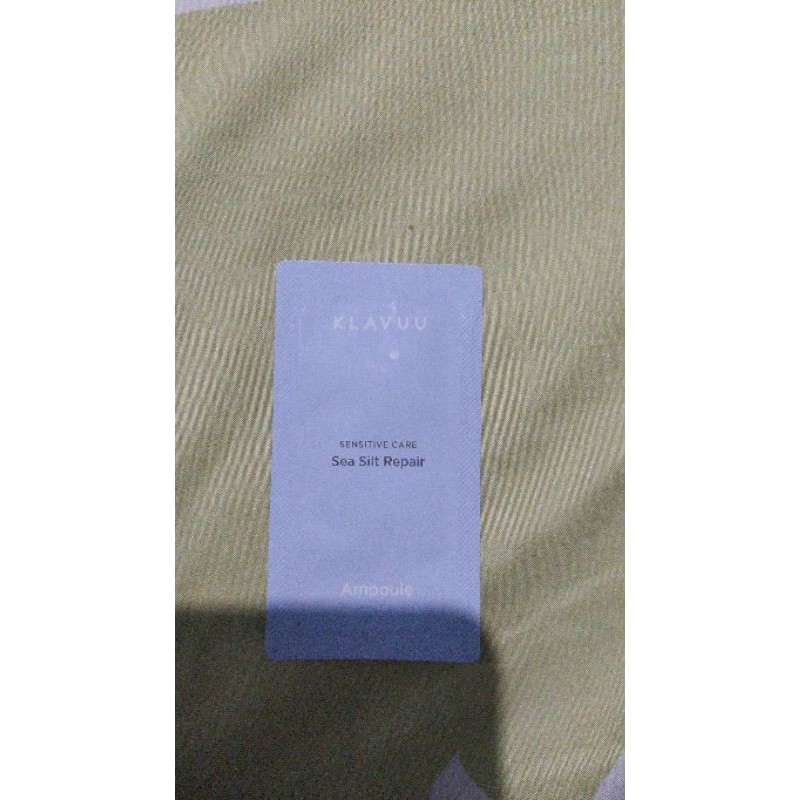 KLAVUU
SENSITIVE CARE
Sea Silt Repair
Ampoule